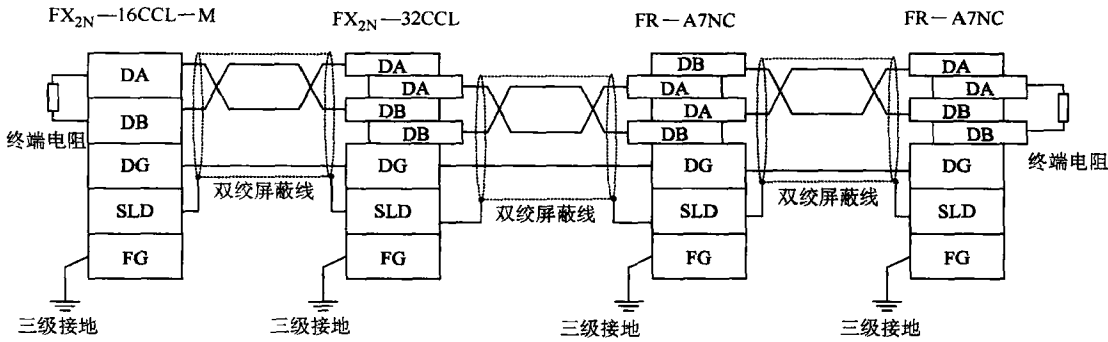 FX2N—16CCL—M
FX2N—32CCL
FR—A7NC
FR—A7NC
DA
DB
DG
SLD
FG
终端电阻
三级接地
双绞屏蔽线
DA
DA
DB
DB
DG
SLD
FG
三级接地
双绞屏蔽线
DB
DA
DA
DB
DG
SLD
FG
三级接地
双绞屏蔽线
DA
DA
DB
DB
DG
SLD
FG
三级接地
终端电阻